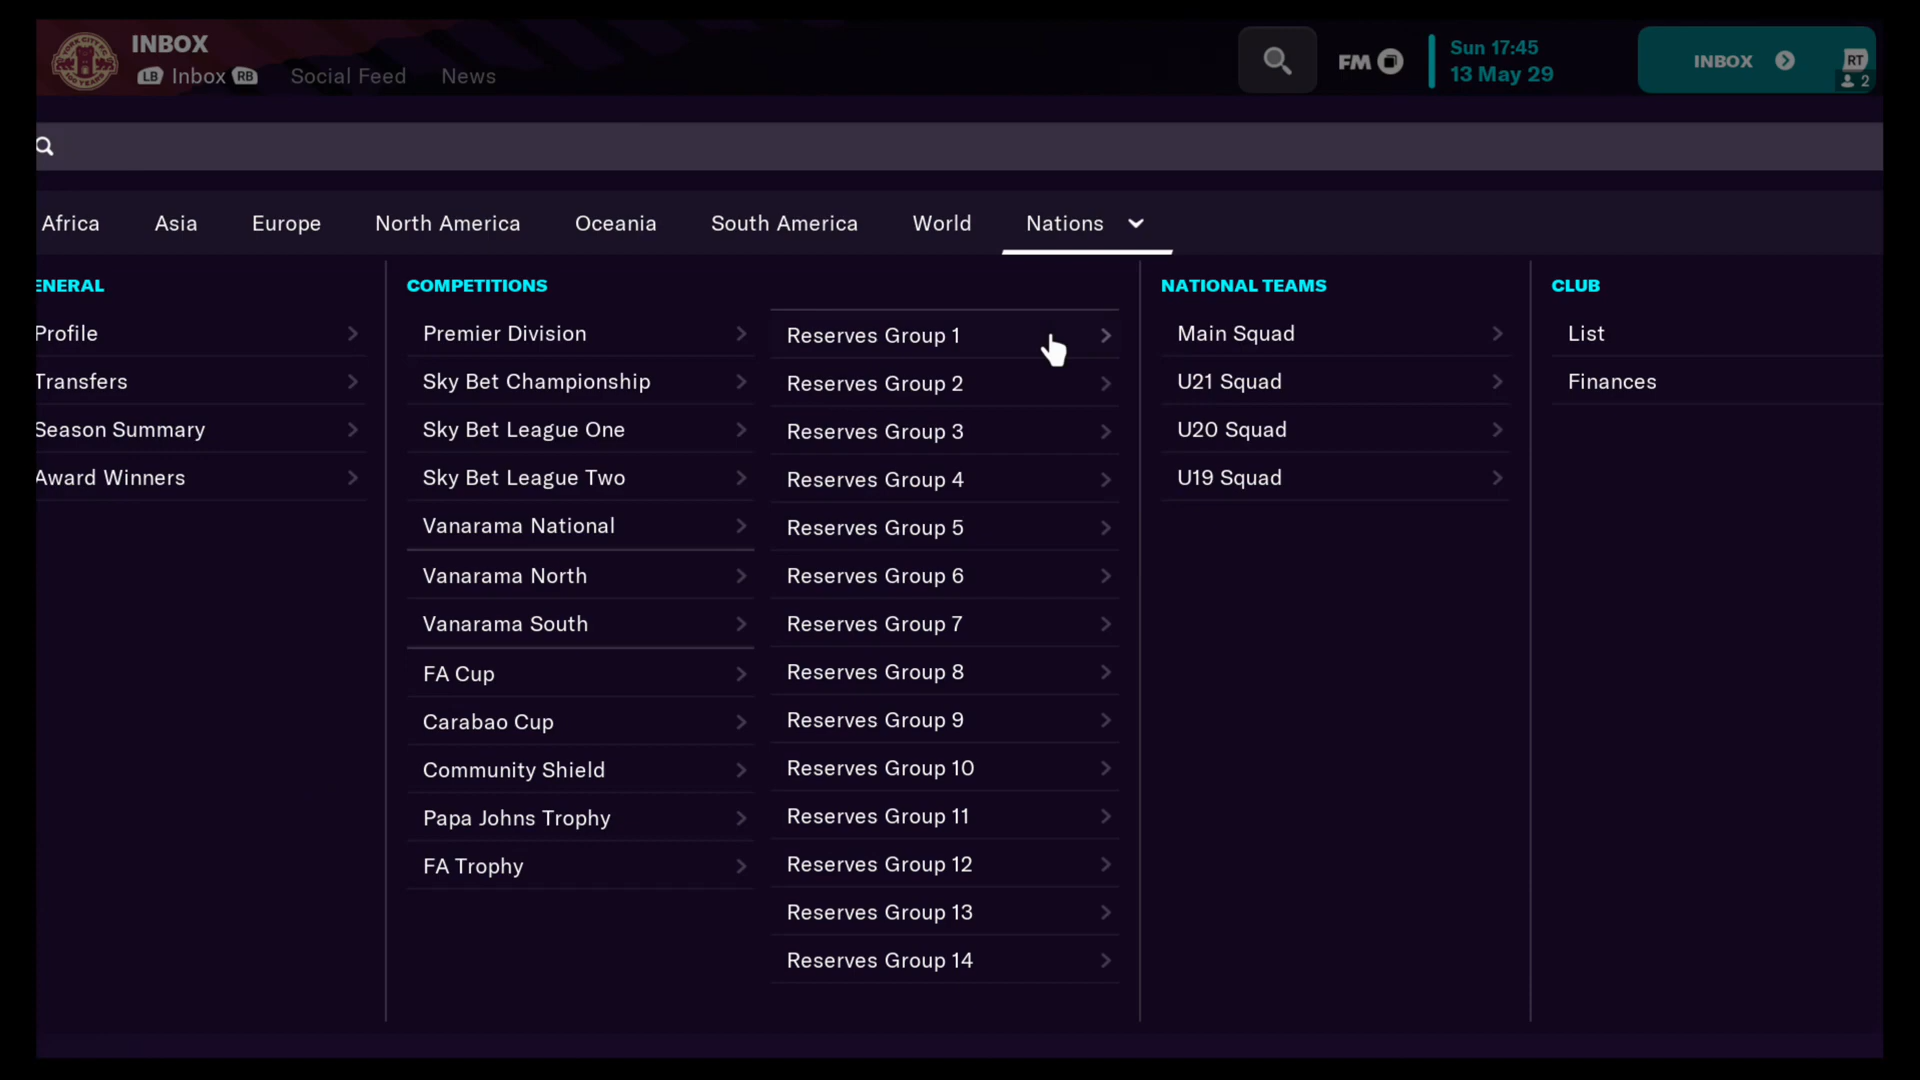 INBOX
LB Inbox RB Social Feed News
FM
Sun 17:45
13 May 29
INBOX
RT
2
Africa Asia Europe North America Oceania South America World Nations
ENERAL
Profile
Transfers
Season Summary
Award Winners
COMPETITIONS
Premier Division
Sky Bet Championship
Sky Bet League One
Sky Bet League Two
Vanarama National
Vanarama North
Vanarama South
FA Cup
Carabao Cup
Community Shield
Papa Johns Trophy
FA Trophy
Reserves Group 1
Reserves Group 2
Reserves Group 3
Reserves Group 4
Reserves Group 5
Reserves Group 6
Reserves Group 7
Reserves Group 8
Reserves Group 9
Reserves Group 10
Reserves Group 11
Reserves Group 12
Reserves Group 13
Reserves Group 14
NATIONAL TEAMS
Main Squad
U21 Squad
U20 Squad
U19 Squad
CLUB
List
Finances